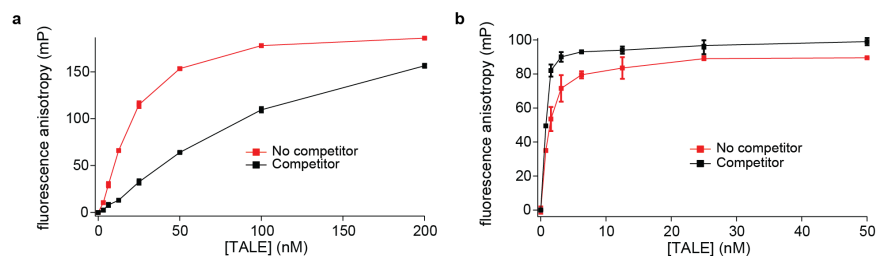 a
fluorescence anisotropy (mP)
150
100
50
0
No competitor
Competitor
0
50
100
150
200
[TALE] (nM)
b
fluorescence anisotropy (mP)
100
80
60
40
20
0
No competitor
Competitor
0
10
20
30
40
50
[TALE] (nM)